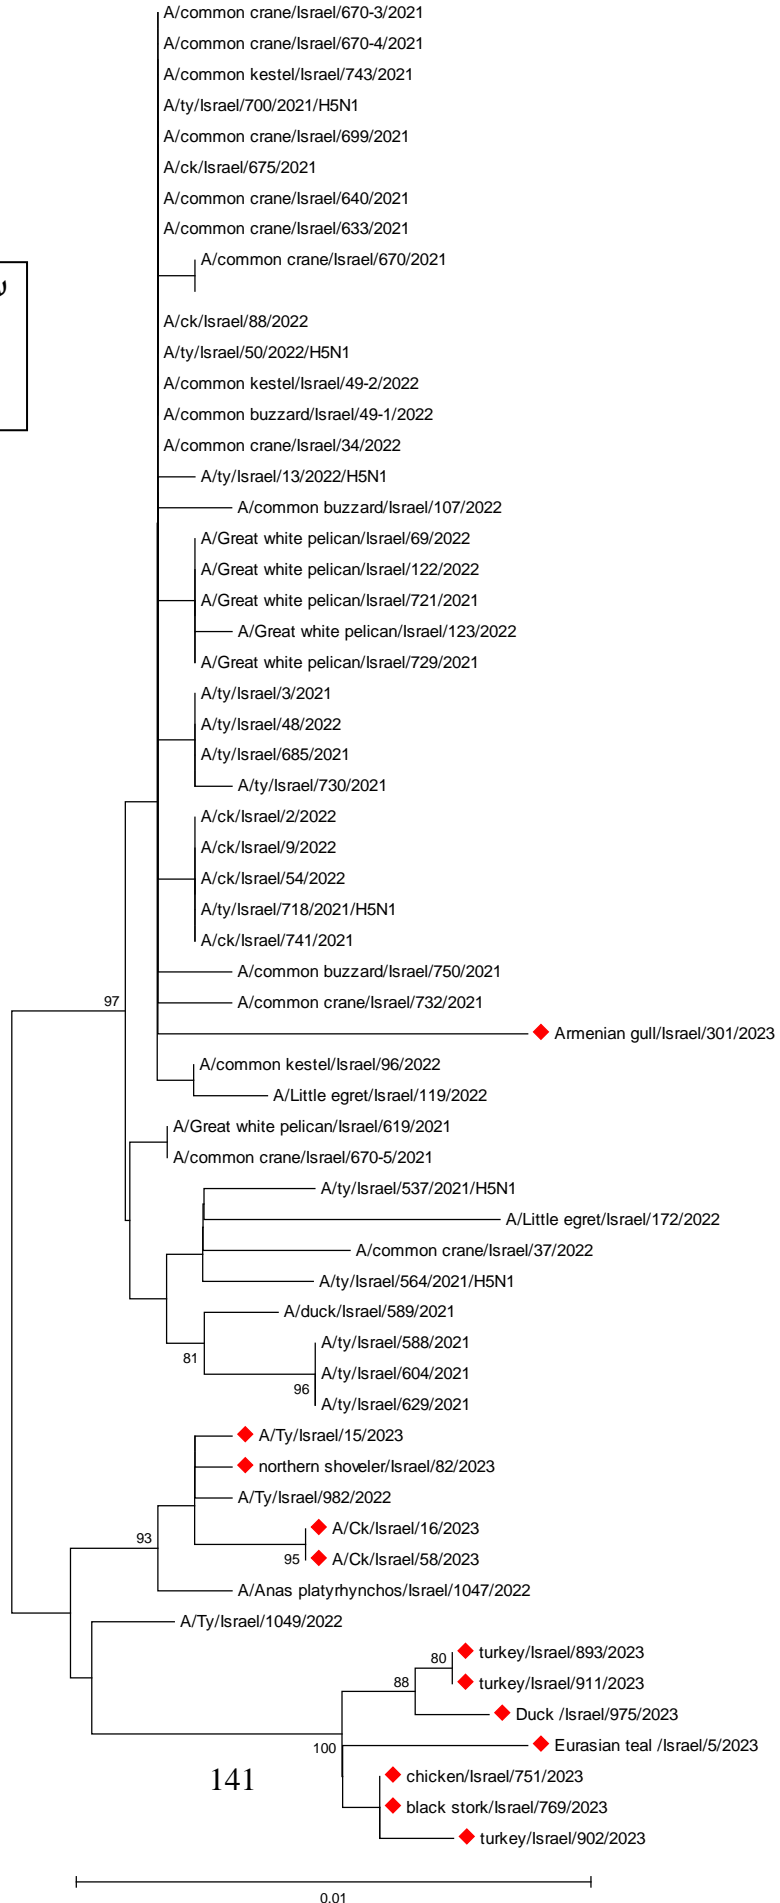 A/common crane/Israel/670-3/2021
A/common crane/Israel/670-4/2021
A/common kestel/Israel/743/2021
A/ty/Israel/700/2021/H5N1
A/common crane/Israel/699/2021
A/ck/Israel/675/2021
A/common crane/Israel/640/2021
A/common crane/Israel/633/2021
A/common crane/Israel/670/2021
A/ck/Israel/88/2022
A/ty/Israel/50/2022/H5N1
A/common kestel/Israel/49-2/2022
A/common buzzard/Israel/49-1/2022
A/common crane/Israel/34/2022
A/ty/Israel/13/2022/H5N1
A/common buzzard/Israel/107/2022
A/Great white pelican/Israel/69/2022
A/Great white pelican/Israel/122/2022
A/Great white pelican/Israel/721/2021
A/Great white pelican/Israel/123/2022
A/Great white pelican/Israel/729/2021
A/ty/Israel/3/2021
A/ty/Israel/48/2022
A/ty/Israel/685/2021
A/ty/Israel/730/2021
A/ck/Israel/2/2022
A/ck/Israel/9/2022
A/ck/Israel/54/2022
A/ty/Israel/718/2021/H5N1
A/ck/Israel/741/2021
A/common buzzard/Israel/750/2021
A/common crane/Israel/732/2021
97
Armenian gull/Israel/301/2023
A/common kestel/Israel/96/2022
A/Little egret/Israel/119/2022
A/Great white pelican/Israel/619/2021
A/common crane/Israel/670-5/2021
A/ty/Israel/537/2021/H5N1
A/Little egret/Israel/172/2022
A/common crane/Israel/37/2022
A/ty/Israel/564/2021/H5N1
A/duck/Israel/589/2021
A/ty/Israel/588/2021
81
A/ty/Israel/604/2021
96
A/ty/Israel/629/2021
A/Ty/Israel/15/2023
northern shoveler/Israel/82/2023
A/Ty/Israel/982/2022
A/Ck/Israel/16/2023
93
95
A/Ck/Israel/58/2023
A/Anas platyrhynchos/Israel/1047/2022
A/Ty/Israel/1049/2022
turkey/Israel/893/2023
80
turkey/Israel/911/2023
88
Duck /Israel/975/2023
Eurasian teal /Israel/5/2023
100
chicken/Israel/751/2023
141
black stork/Israel/769/2023
turkey/Israel/902/2023
0.01